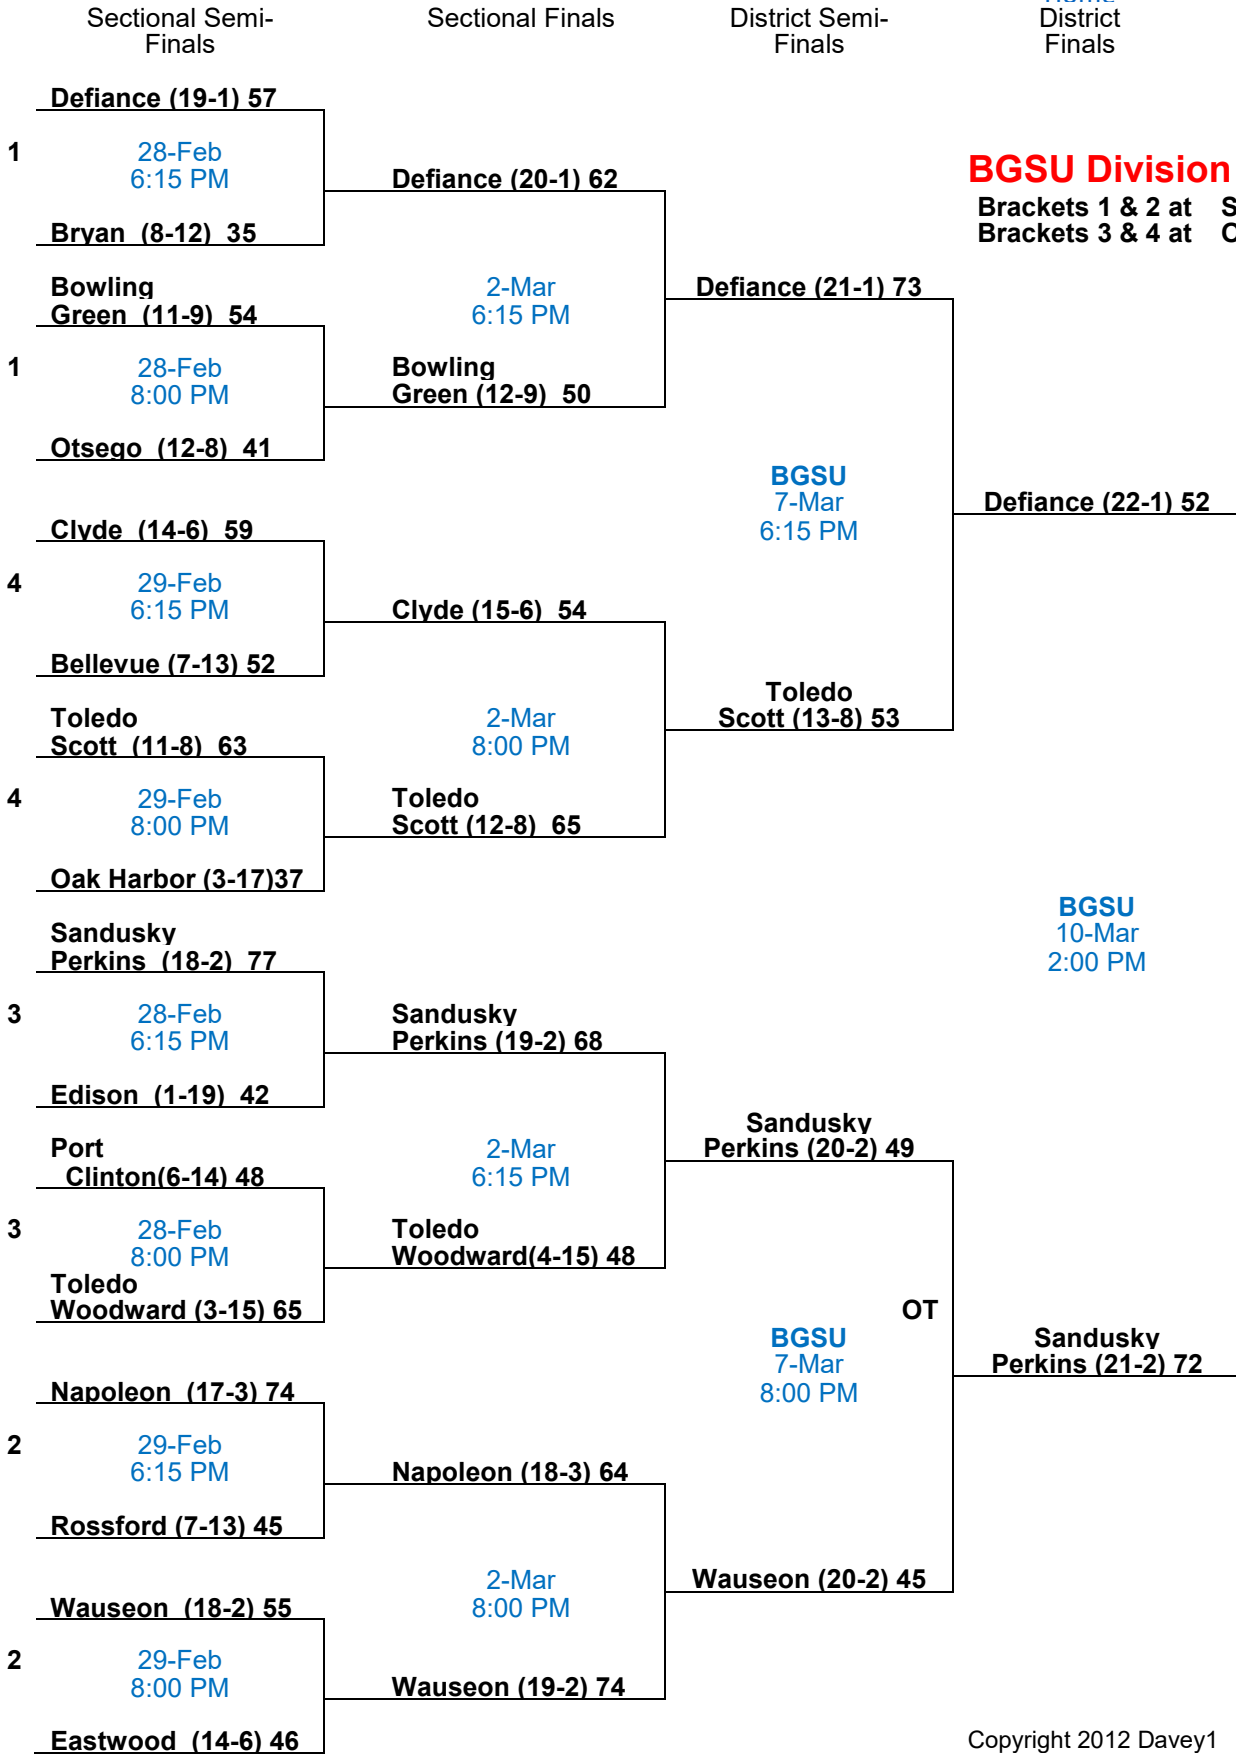 Sectional Semi-
Finals
Sectional Finals
District Semi-
Finals
Home
District
Finals
Defiance (19-1) 57
1
28-Feb
6:15 PM
Bryan (8-12) 35
Bowling
Green (11-9) 54
1
28-Feb
8:00 PM
Otsego (12-8) 41
Clyde (14-6) 59
4
29-Feb
6:15 PM
Bellevue (7-13) 52
Toledo
Scott (11-8) 63
4
29-Feb
8:00 PM
Oak Harbor (3-17)37
Sandusky
Perkins (18-2) 77
3
28-Feb
6:15 PM
Edison (1-19) 42
Port
Clinton(6-14) 48
3
28-Feb
8:00 PM
Toledo
Woodward (3-15) 65
Napoleon (17-3) 74
2
29-Feb
6:15 PM
Rossford (7-13) 45
Wauseon (18-2) 55
2
29-Feb
8:00 PM
Eastwood (14-6) 46
Defiance (20-1) 62
2-Mar
6:15 PM
Bowling
Green (12-9) 50
Clyde (15-6) 54
2-Mar
8:00 PM
Toledo
Scott (12-8) 65
Sandusky
Perkins (19-2) 68
2-Mar
6:15 PM
Toledo
Woodward(4-15) 48
Napoleon (18-3) 64
2-Mar
8:00 PM
Wauseon (19-2) 74
Defiance (21-1) 73
BGSU
7-Mar
6:15 PM
Toledo
Scott (13-8) 53
Sandusky
Perkins (20-2) 49
OT
BGSU
7-Mar
8:00 PM
Wauseon (20-2) 45
BGSU Division
Brackets 1 & 2 at S
Brackets 3 & 4 at
Defiance (22-1) 52
BGSU
10-Mar
2:00 PM
Sandusky
Perkins (21-2) 72
Copyright 2012 Davey1